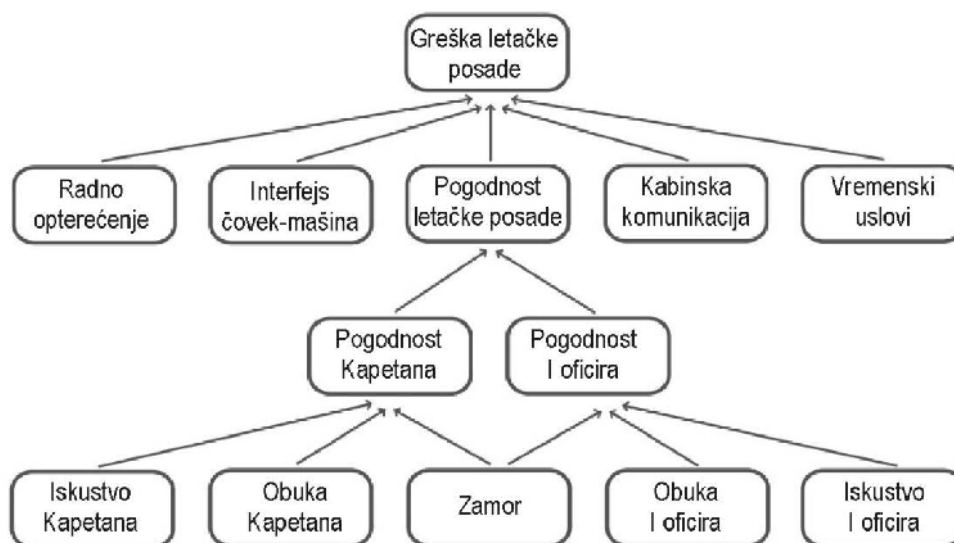 Greška letačke
posade
Radno
opterećenje
Interfejs
čovek-mašina
Pogodnost
letačke posade
Kabinska
komunikacija
Vremenski
uslovi
Pogodnost
Kapetana
Pogodnost
I oficira
Iskustvo
Kapetana
Obuka
Kapetana
Zamor
Obuka
I oficira
Iskustvo
I oficira